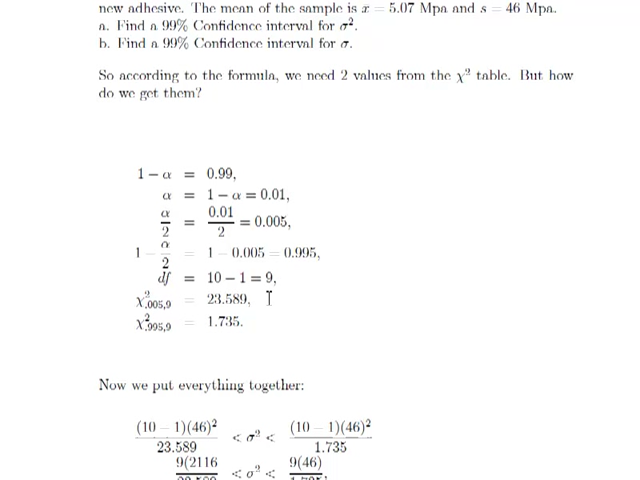 new adhesive. The mean of the sample is x = 5.07 Mpa and s = 46 Mpa.
a. Find a 99% Confidence interval for σ².
b. Find a 99% Confidence interval for σ.
So according to the formula, we need 2 values from the χ² table. But how
do we get them?
1 − α = 0.99,
α = 1 − α = 0.01,
α/2 = 0.01/2 = 0.005,
1 − α/2 = 1 − 0.005 = 0.995,
df = 10 − 1 = 9,
χ².005,9 = 23.589,
χ².995,9 = 1.735.
Now we put everything together:
(10 − 1)(46)²/23.589 < σ² < (10 − 1)(46)²/1.735
9(2116 < σ² < 9(46)